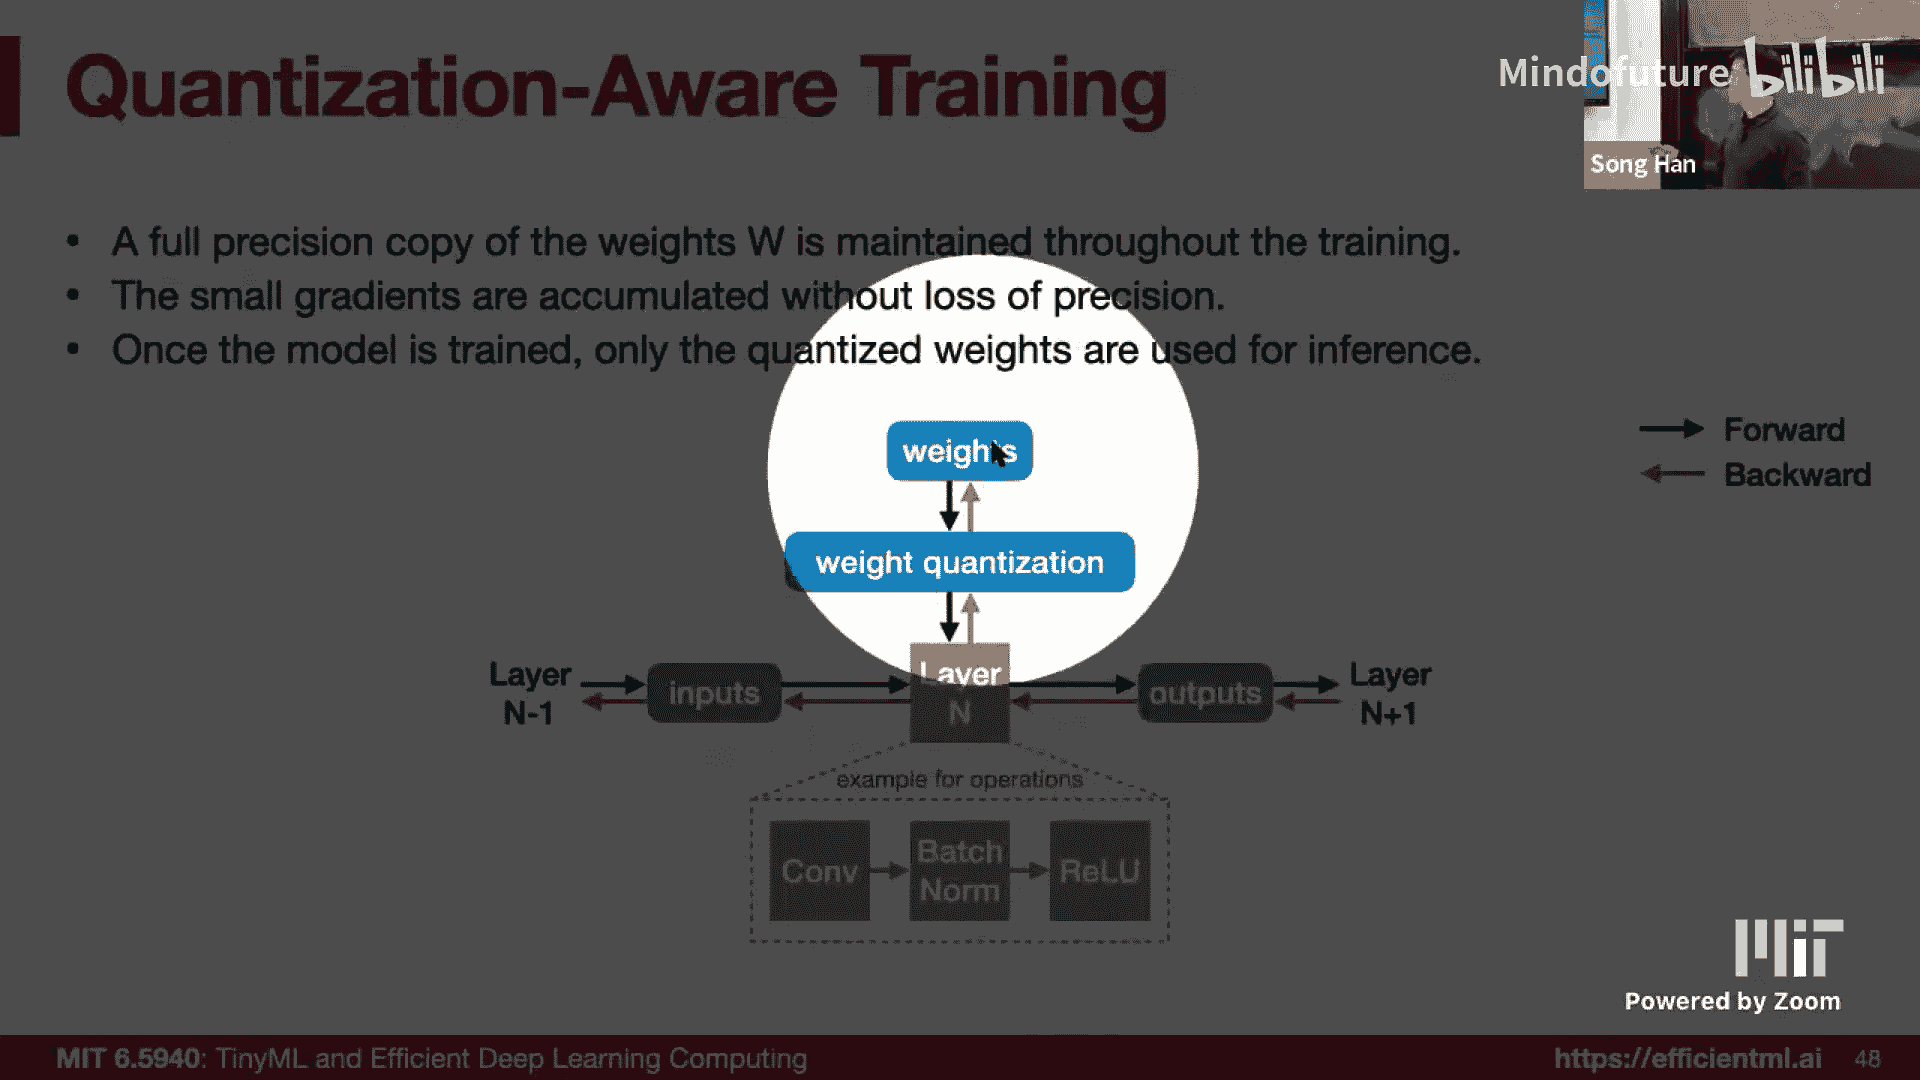 Quantization-Aware Training
Mindofuture bilibili
Song Han
• A full precision copy of the weights W is maintained throughout the training.
• The small gradients are accumulated without loss of precision.
• Once the model is trained, only the quantized weights are used for inference.
Forward
Backward
weights
weight quantization
Layer
N-1
inputs
Layer
N
outputs
Layer
N+1
example for operations
Conv
Batch
Norm
ReLU
MIT
Powered by Zoom
MIT 6.5940: TinyML and Efficient Deep Learning Computing
https://efficientml.ai
48